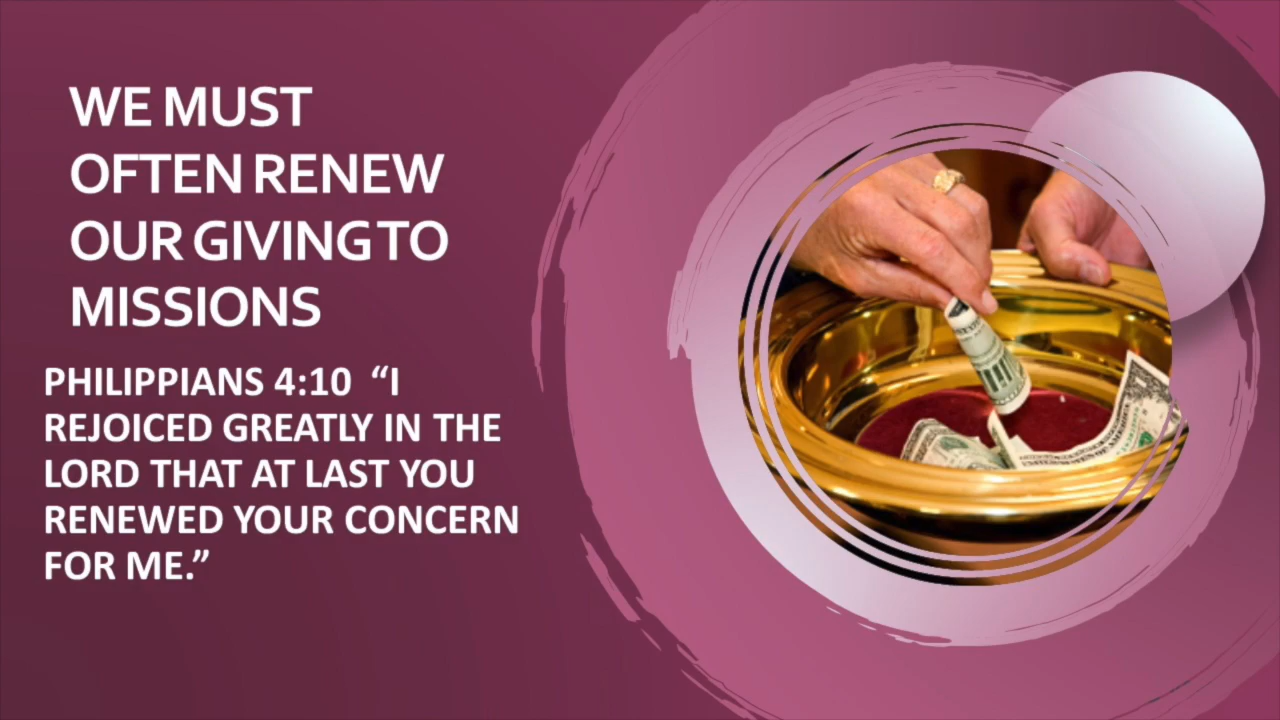 WE MUST
OFTEN RENEW
OUR GIVING TO
MISSIONS
PHILIPPIANS 4:10 “I
REJOICED GREATLY IN THE
LORD THAT AT LAST YOU
RENEWED YOUR CONCERN
FOR ME.”